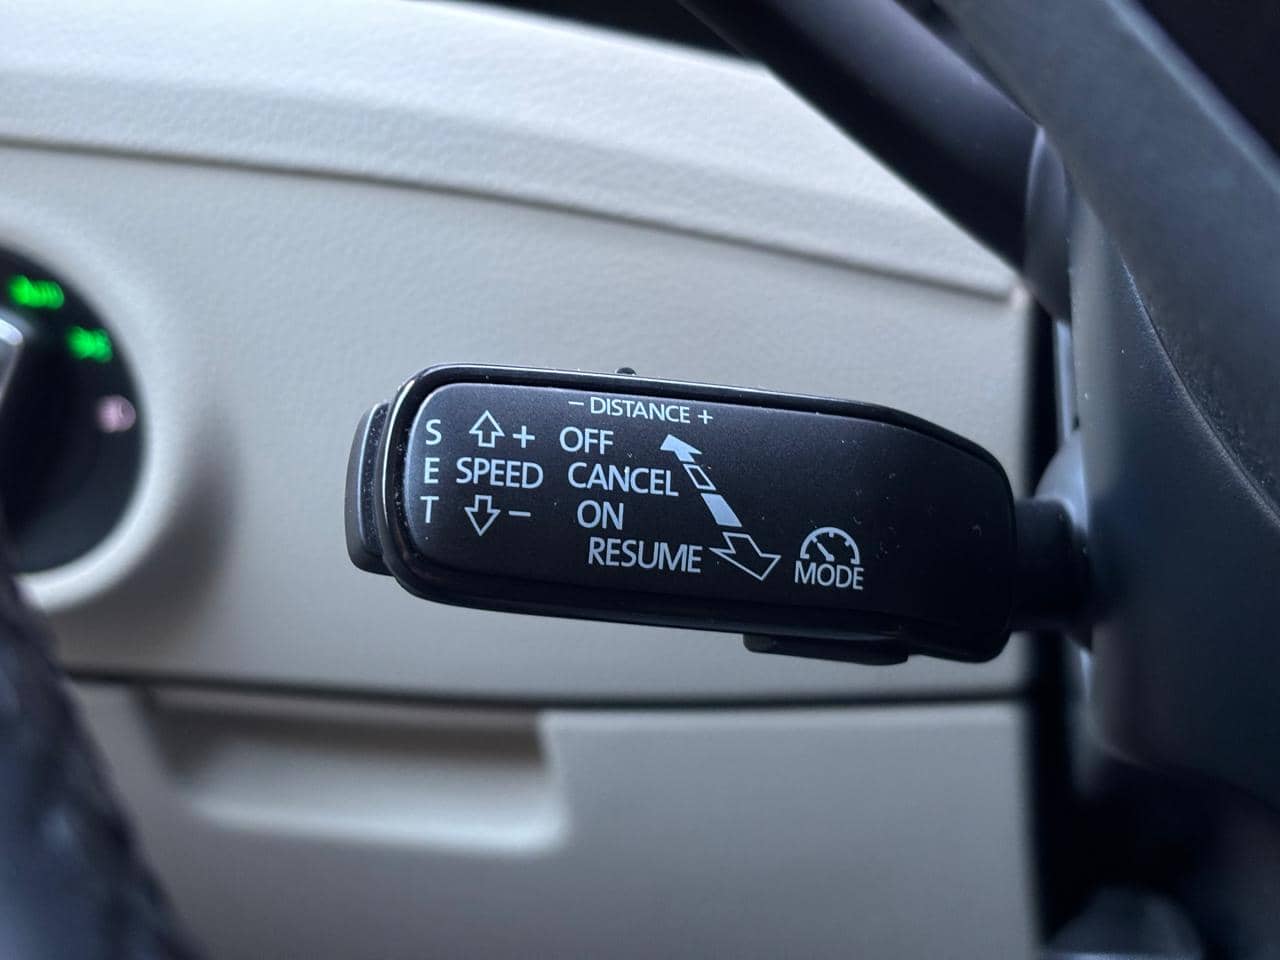 − DISTANCE +
S + OFF
E SPEED CANCEL
T − ON
RESUME
MODE